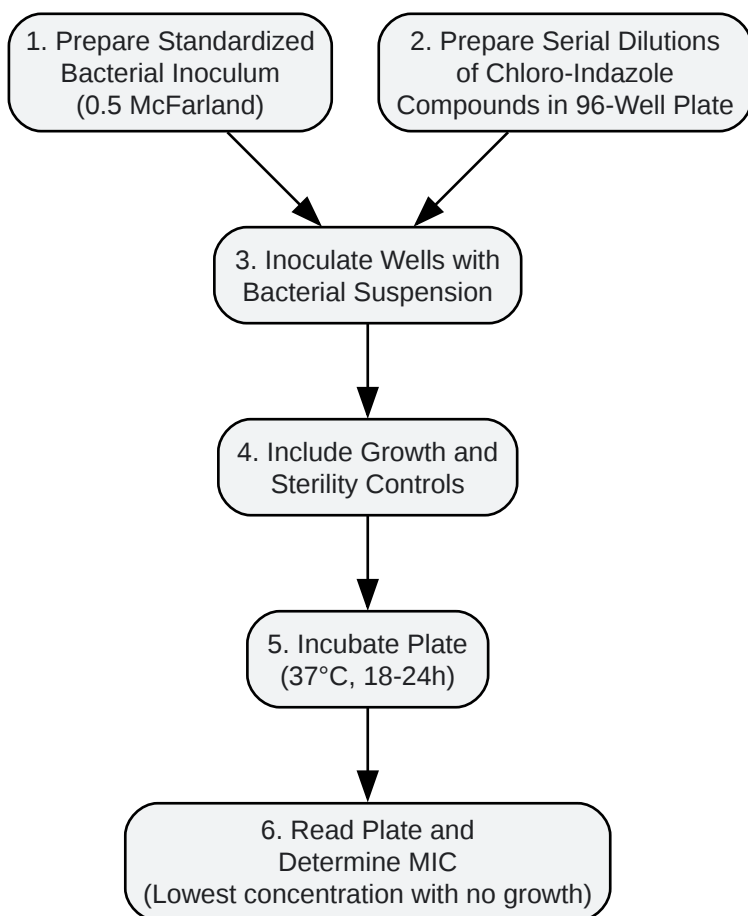 1. Prepare Standardized
Bacterial Inoculum
(0.5 McFarland)
2. Prepare Serial Dilutions
of Chloro-Indazole
Compounds in 96-Well Plate
3. Inoculate Wells with
Bacterial Suspension
4. Include Growth and
Sterility Controls
5. Incubate Plate
(37°C, 18-24h)
6. Read Plate and
Determine MIC
(Lowest concentration with no growth)